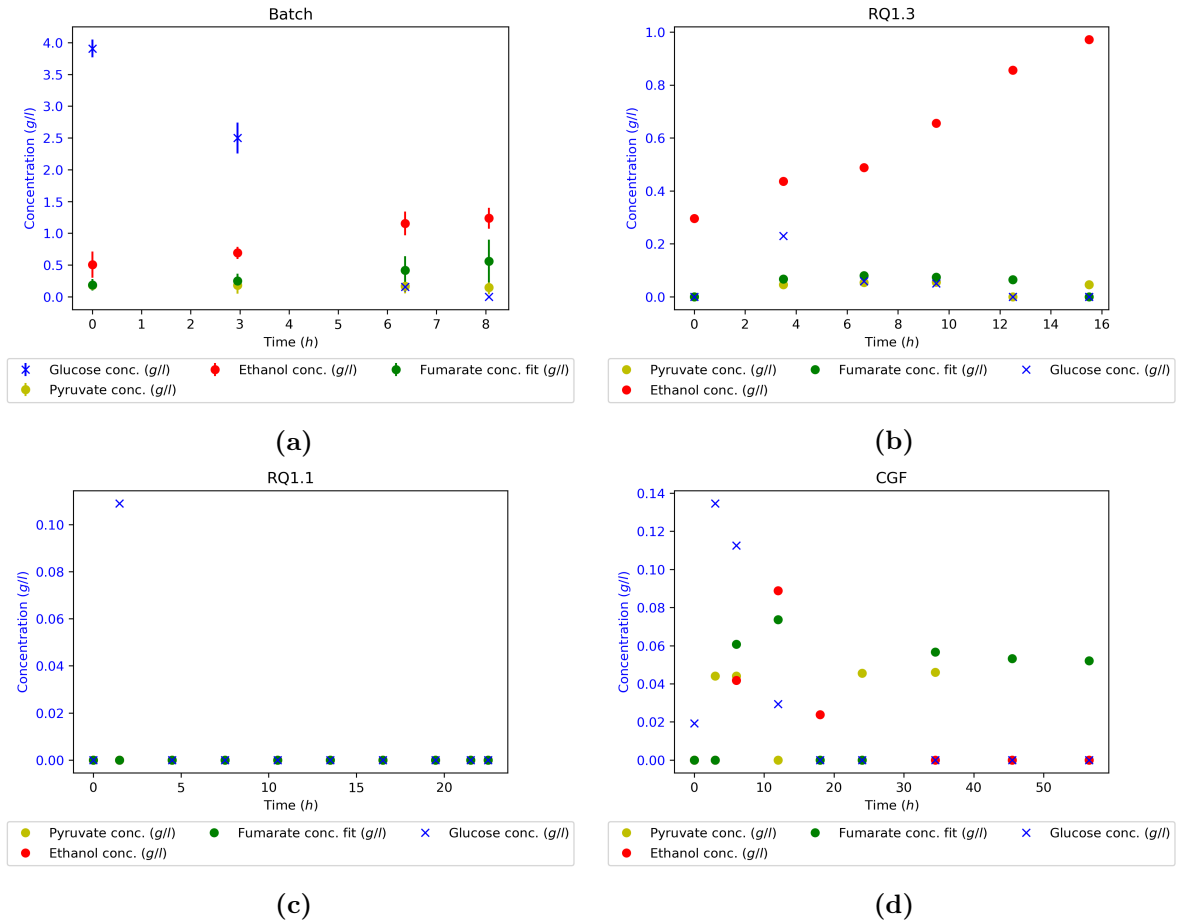 Batch
Concentration (g/l)
4.0
3.5
3.0
2.5
2.0
1.5
1.0
0.5
0.0
0 1 2 3 4 5 6 7 8
Time (h)
Glucose conc. (g/l) Ethanol conc. (g/l) Fumarate conc. fit (g/l)
Pyruvate conc. (g/l)
(a)
RQ1.3
Concentration (g/l)
1.0
0.8
0.6
0.4
0.2
0.0
0 2 4 6 8 10 12 14 16
Time (h)
Pyruvate conc. (g/l) Fumarate conc. fit (g/l) Glucose conc. (g/l)
Ethanol conc. (g/l)
(b)
RQ1.1
Concentration (g/l)
0.10
0.08
0.06
0.04
0.02
0.00
0 5 10 15 20
Time (h)
Pyruvate conc. (g/l) Fumarate conc. fit (g/l) Glucose conc. (g/l)
Ethanol conc. (g/l)
(c)
CGF
Concentration (g/l)
0.14
0.12
0.10
0.08
0.06
0.04
0.02
0.00
0 10 20 30 40 50
Time (h)
Pyruvate conc. (g/l) Fumarate conc. fit (g/l) Glucose conc. (g/l)
Ethanol conc. (g/l)
(d)